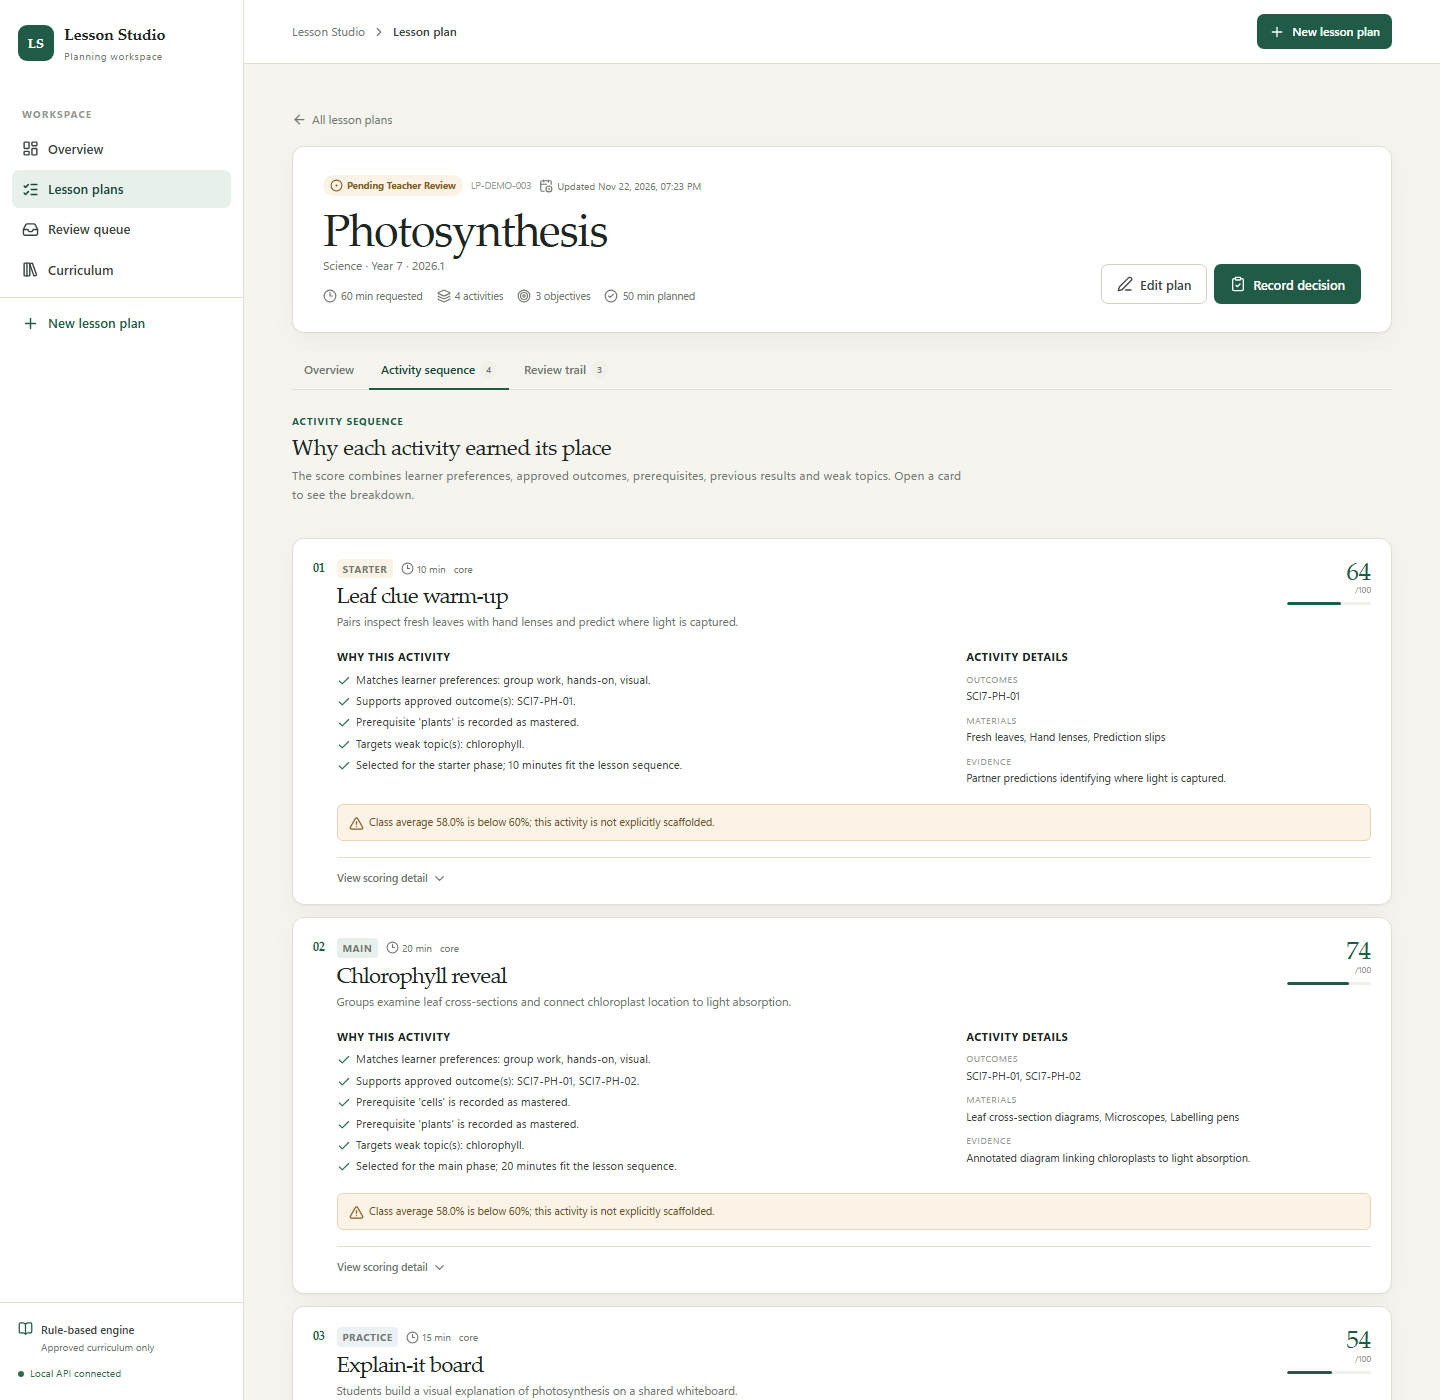 LS
Lesson Studio
Planning workspace
WORKSPACE
Overview
Lesson plans
Review queue
Curriculum
New lesson plan
Rule-based engine
Approved curriculum only
Local API connected
Lesson Studio > Lesson plan
New lesson plan
All lesson plans
Pending Teacher Review LP-DEMO-003 Updated Nov 22, 2026, 07:23 PM
Photosynthesis
Science · Year 7 · 2026.1
60 min requested 4 activities 3 objectives 50 min planned
Edit plan
Record decision
Overview Activity sequence 4 Review trail 3
ACTIVITY SEQUENCE
Why each activity earned its place
The score combines learner preferences, approved outcomes, prerequisites, previous results and weak topics. Open a card
to see the breakdown.
01 STARTER 10 min core
64
/100
Leaf clue warm-up
Pairs inspect fresh leaves with hand lenses and predict where light is captured.
WHY THIS ACTIVITY
Matches learner preferences: group work, hands-on, visual.
Supports approved outcome(s): SCI7-PH-01.
Prerequisite 'plants' is recorded as mastered.
Targets weak topic(s): chlorophyll.
Selected for the starter phase; 10 minutes fit the lesson sequence.
ACTIVITY DETAILS
OUTCOMES
SCI7-PH-01
MATERIALS
Fresh leaves, Hand lenses, Prediction slips
EVIDENCE
Partner predictions identifying where light is captured.
Class average 58.0% is below 60%; this activity is not explicitly scaffolded.
View scoring detail
02 MAIN 20 min core
74
/100
Chlorophyll reveal
Groups examine leaf cross-sections and connect chloroplast location to light absorption.
WHY THIS ACTIVITY
Matches learner preferences: group work, hands-on, visual.
Supports approved outcome(s): SCI7-PH-01, SCI7-PH-02.
Prerequisite 'cells' is recorded as mastered.
Prerequisite 'plants' is recorded as mastered.
Targets weak topic(s): chlorophyll.
Selected for the main phase; 20 minutes fit the lesson sequence.
ACTIVITY DETAILS
OUTCOMES
SCI7-PH-01, SCI7-PH-02
MATERIALS
Leaf cross-section diagrams, Microscopes, Labelling pens
EVIDENCE
Annotated diagram linking chloroplasts to light absorption.
Class average 58.0% is below 60%; this activity is not explicitly scaffolded.
View scoring detail
03 PRACTICE 15 min core
54
/100
Explain-it board
Students build a visual explanation of photosynthesis on a shared whiteboard.